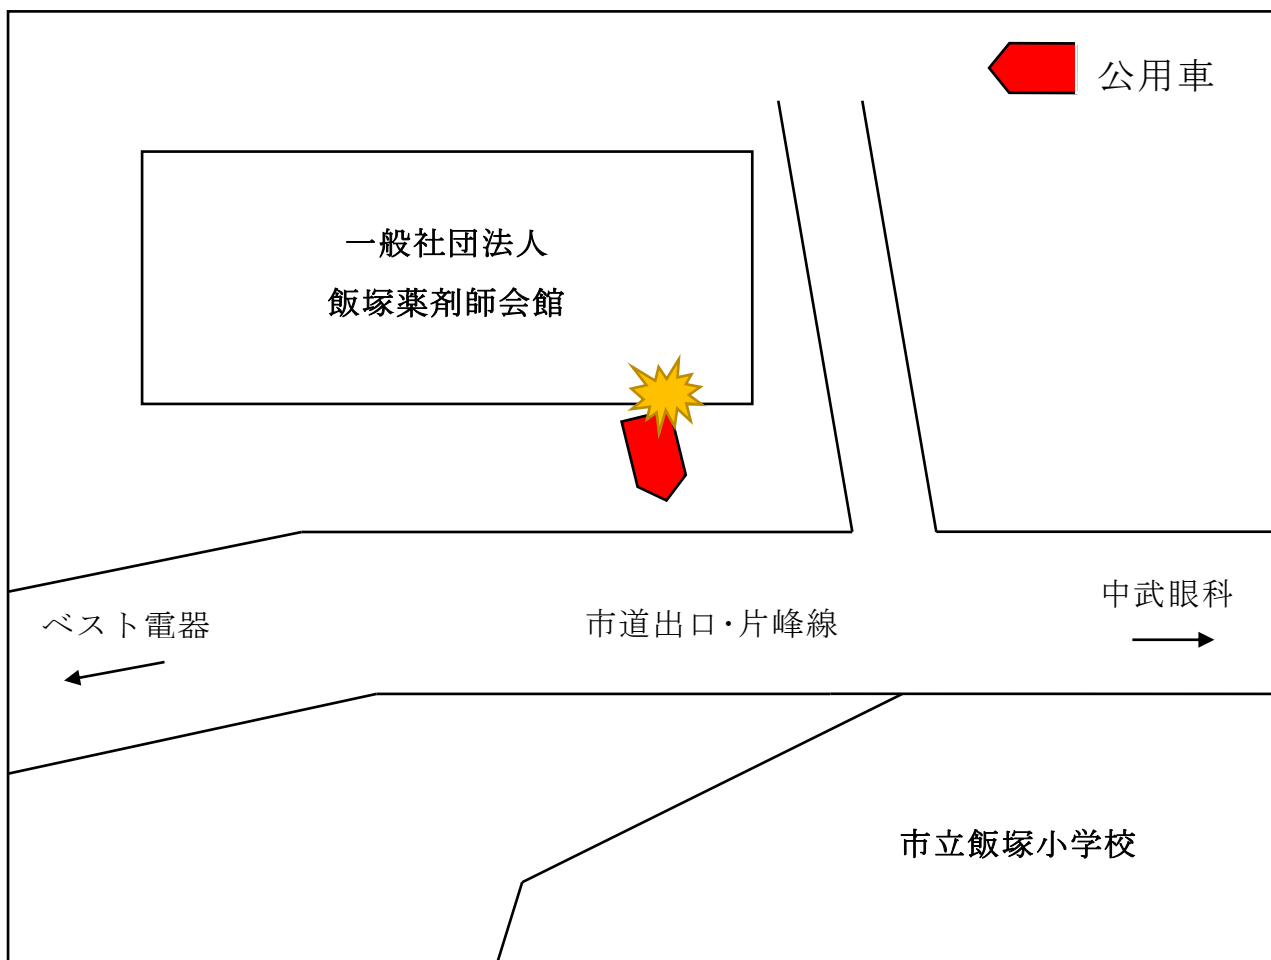 公用車
一般社団法人
飯塚薬剤師会館
ベスト電器
市道出口・片峰線
中武眼科
市立飯塚小学校